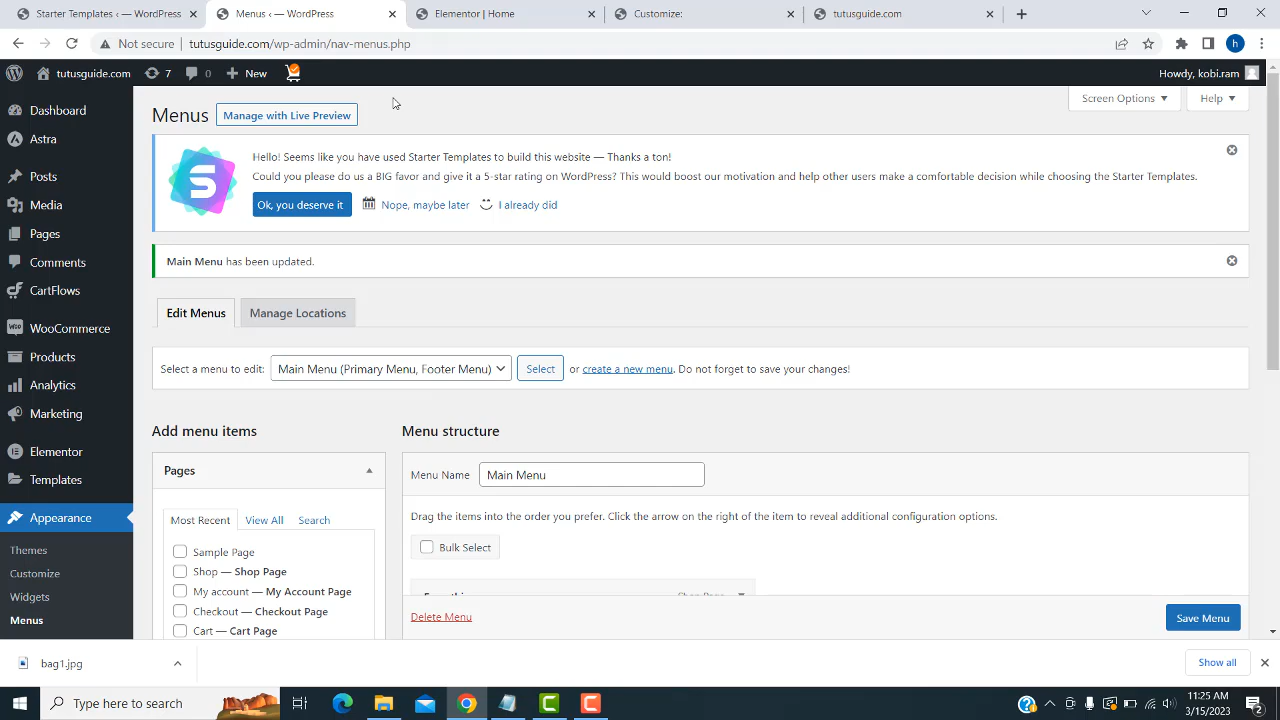 Starter Templates ‹ — WordPress
Menus ‹ — WordPress
Elementor | Home
Customize:
tutusguide.com
Not secure
tutusguide.com/wp-admin/nav-menus.php
h
tutusguide.com
7
0
New
Howdy, kobi.ram
Dashboard
Astra
Posts
Media
Pages
Comments
CartFlows
WooCommerce
Products
Analytics
Marketing
Elementor
Templates
Appearance
Themes
Customize
Widgets
Menus
Screen Options
Help
Menus
Manage with Live Preview
Hello! Seems like you have used Starter Templates to build this website — Thanks a ton!
Could you please do us a BIG favor and give it a 5-star rating on WordPress? This would boost our motivation and help other users make a comfortable decision while choosing the Starter Templates.
Ok, you deserve it
Nope, maybe later
I already did
Main Menu has been updated.
Edit Menus
Manage Locations
Select a menu to edit:
Main Menu (Primary Menu, Footer Menu)
Select
or create a new menu. Do not forget to save your changes!
Add menu items
Pages
Most Recent
View All
Search
Sample Page
Shop — Shop Page
My account — My Account Page
Checkout — Checkout Page
Cart — Cart Page
Menu structure
Menu Name
Main Menu
Drag the items into the order you prefer. Click the arrow on the right of the item to reveal additional configuration options.
Bulk Select
Delete Menu
Save Menu
bag1.jpg
Show all
Type here to search
11:25 AM
3/15/2023
2